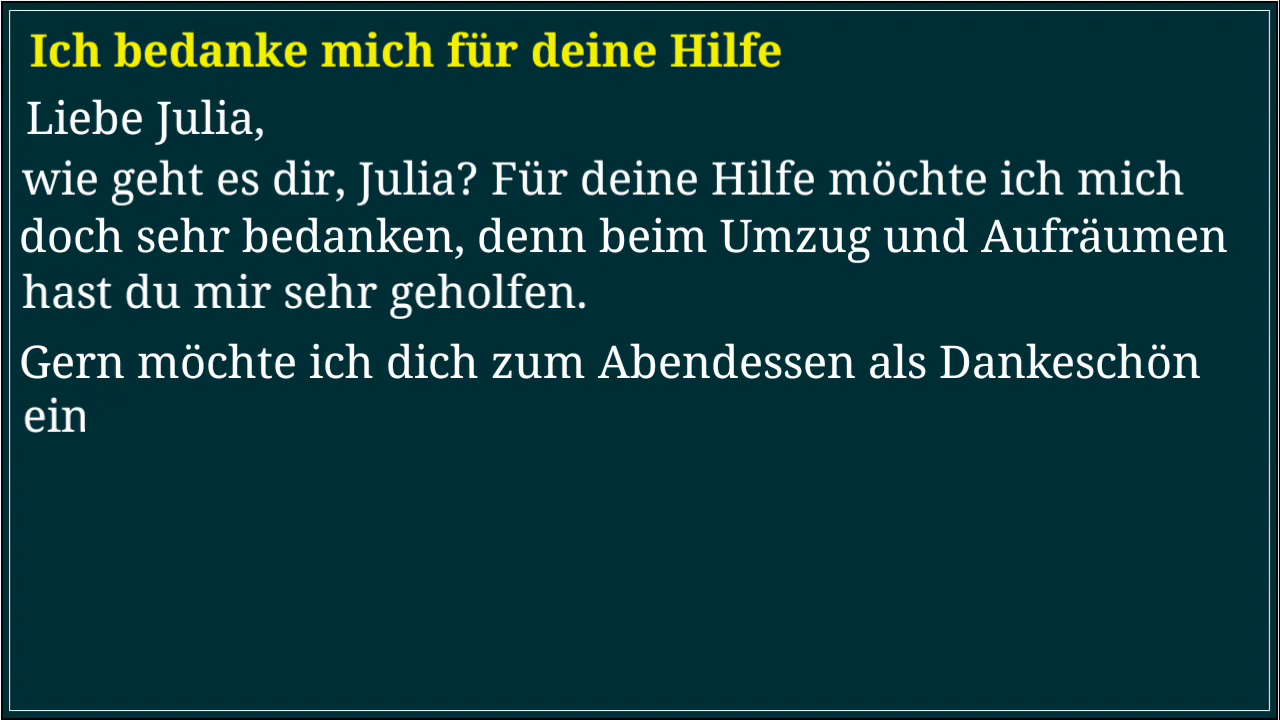 Ich bedanke mich für deine Hilfe
Liebe Julia,
wie geht es dir, Julia? Für deine Hilfe möchte ich mich
doch sehr bedanken, denn beim Umzug und Aufräumen
hast du mir sehr geholfen.
Gern möchte ich dich zum Abendessen als Dankeschön
ein